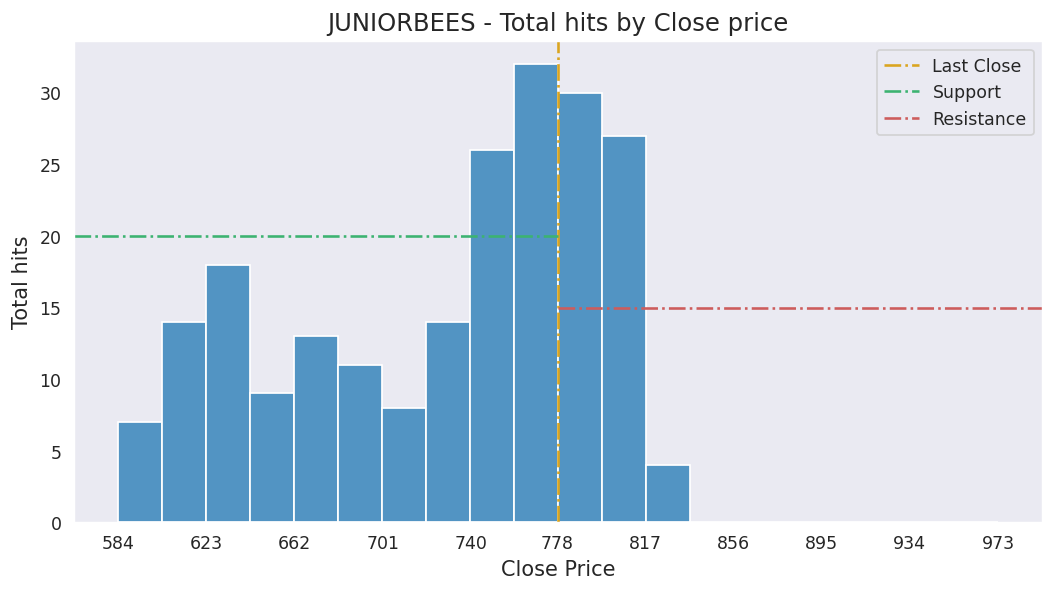 JUNIORBEES - Total hits by Close price
Last Close
Support
Resistance
Total hits
30
25
20
15
10
5
0
584 623 662 701 740 778 817 856 895 934 973
Close Price